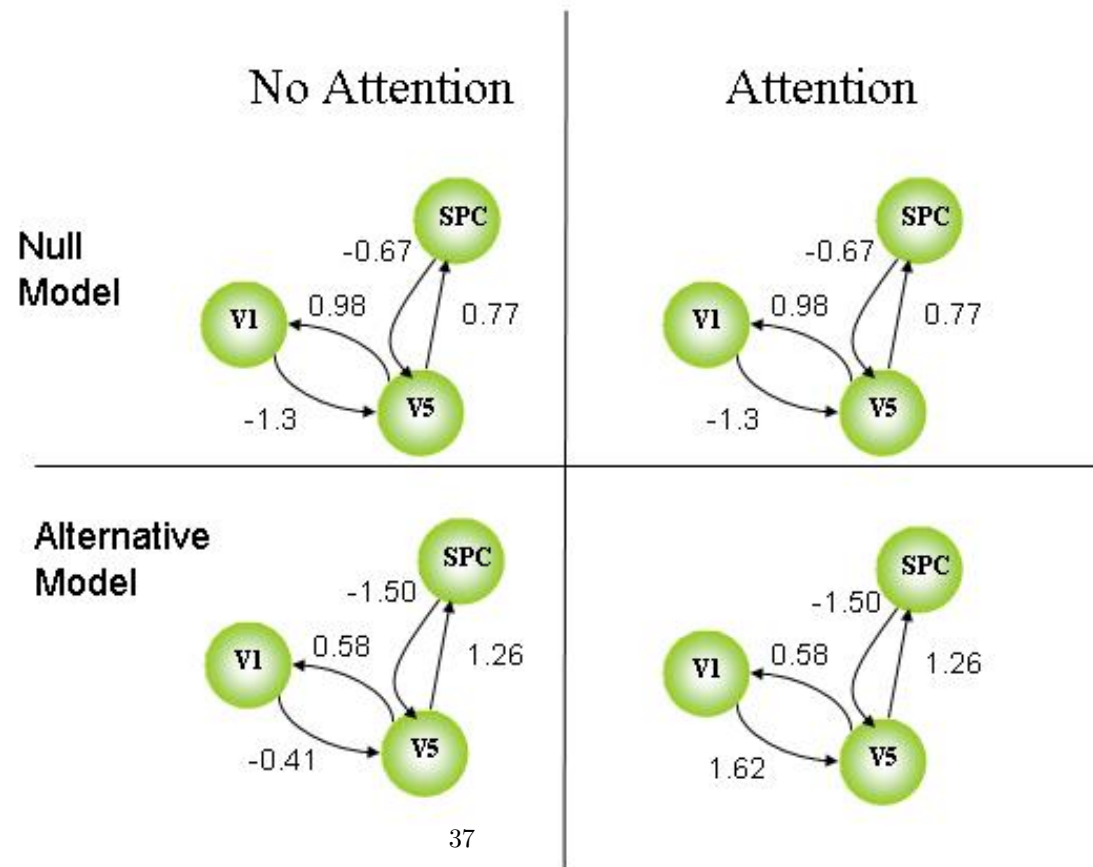 No Attention
Attention
Null
Model
SPC
-0.67
V1
0.98
0.77
-1.3
V5
SPC
-0.67
V1
0.98
0.77
-1.3
V5
Alternative
Model
SPC
-1.50
V1
0.58
1.26
-0.41
V5
SPC
-1.50
V1
0.58
1.26
1.62
V5
37